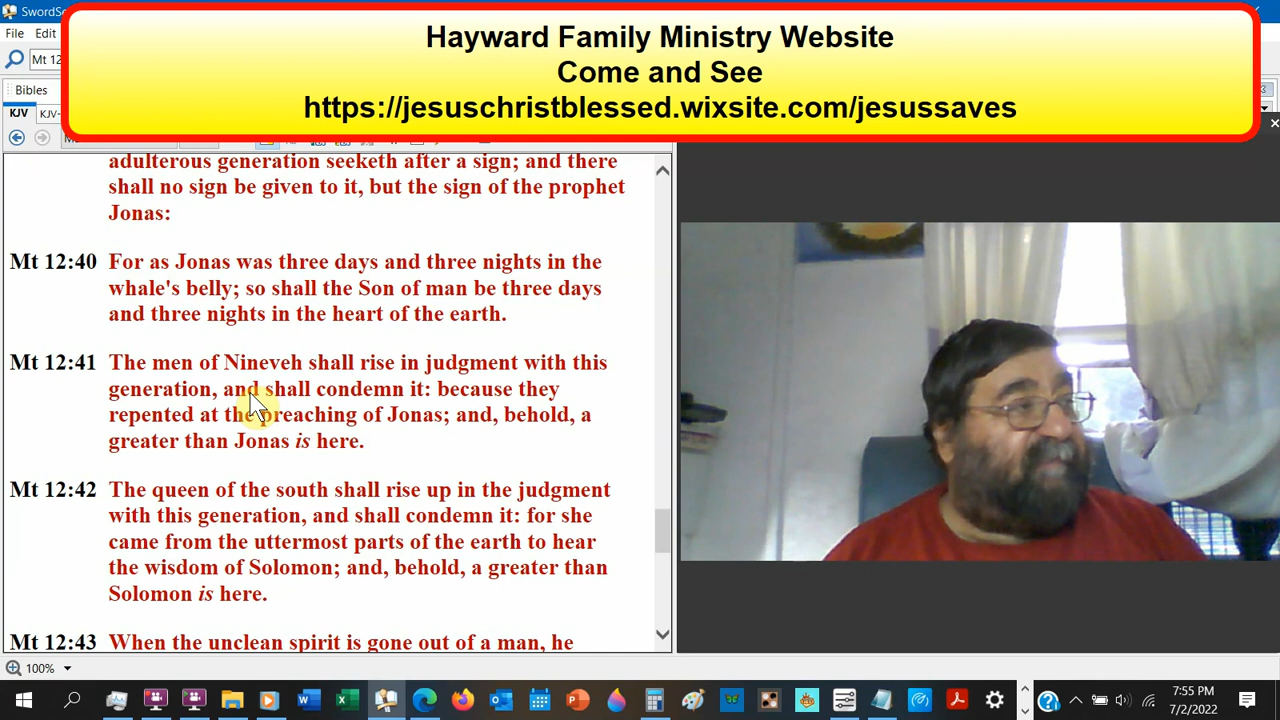 SwordSe
Hayward Family Ministry Website
Come and See
https://jesuschristblessed.wixsite.com/jesussaves
File Edit
Mt 12
Bibles
KJV KJV-
adulterous generation seeketh after a sign; and there
shall no sign be given to it, but the sign of the prophet
Jonas:
Mt 12:40 For as Jonas was three days and three nights in the
whale's belly; so shall the Son of man be three days
and three nights in the heart of the earth.
Mt 12:41 The men of Nineveh shall rise in judgment with this
generation, and shall condemn it: because they
repented at the preaching of Jonas; and, behold, a
greater than Jonas is here.
Mt 12:42 The queen of the south shall rise up in the judgment
with this generation, and shall condemn it: for she
came from the uttermost parts of the earth to hear
the wisdom of Solomon; and, behold, a greater than
Solomon is here.
Mt 12:43 When the unclean spirit is gone out of a man, he
100%
7:55 PM
7/2/2022